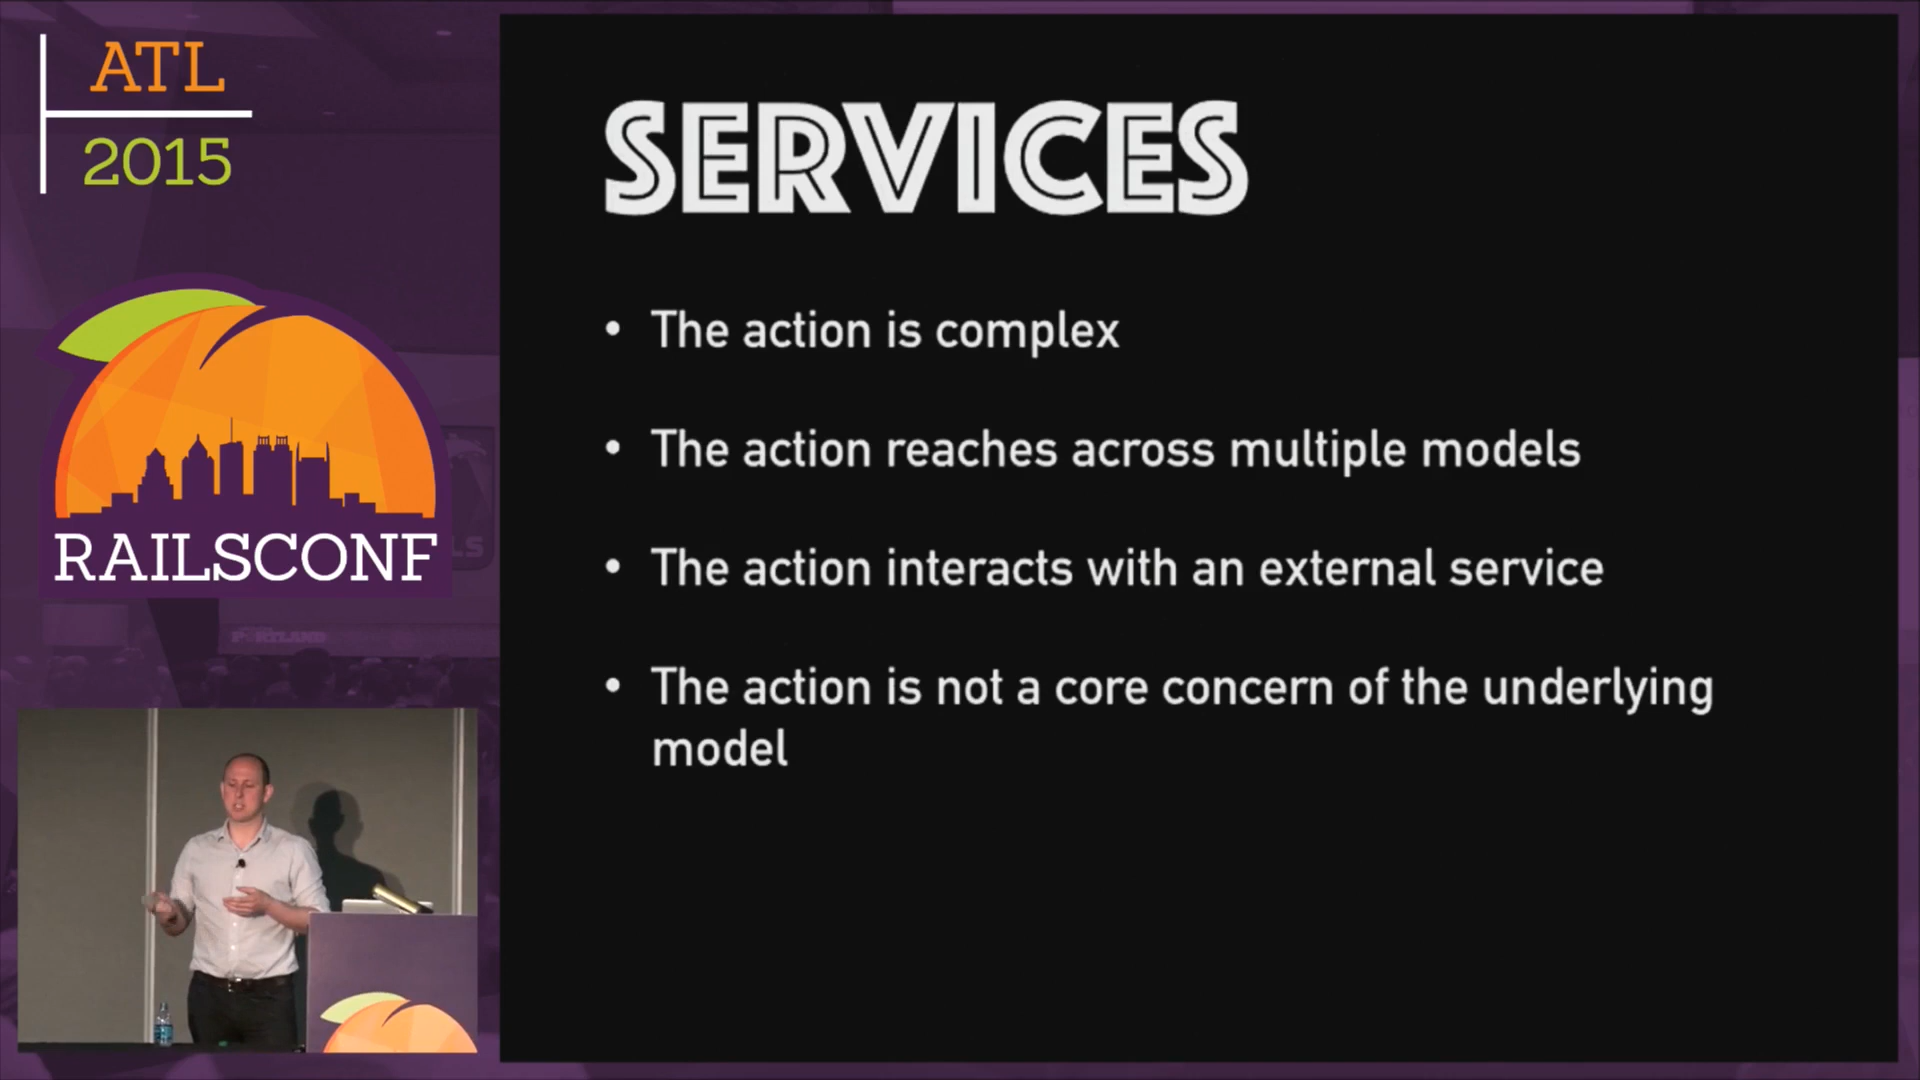 ATL
2015
RAILSCONF
PORTLAND
SERVICES
• The action is complex
• The action reaches across multiple models
• The action interacts with an external service
• The action is not a core concern of the underlying
model